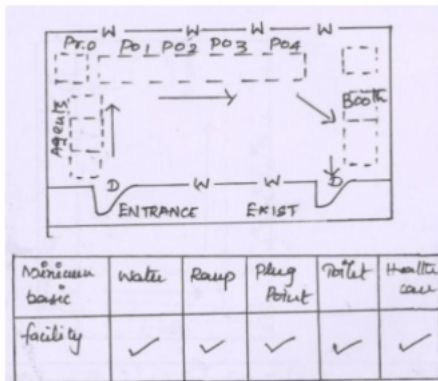 W W W W
Pr.O PO1 PO2 PO3 PO4
Agents
Booth
D W W D
ENTRANCE EXIST
Minimum basic facility
Water
Ramp
Plug Point
Toilet
Health care